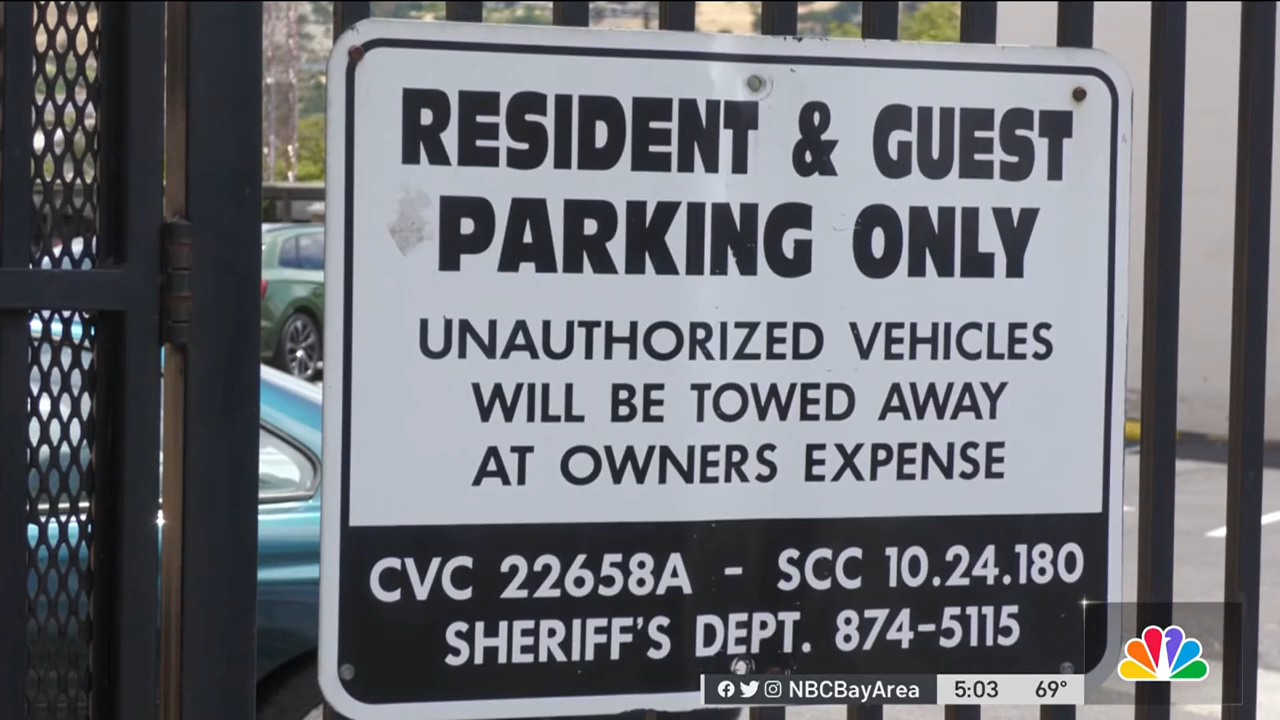 RESIDENT & GUEST
PARKING ONLY
UNAUTHORIZED VEHICLES
WILL BE TOWED AWAY
AT OWNERS EXPENSE
CVC 22658A - SCC 10.24.180
SHERIFF'S DEPT. 874-5115
NBCBayArea 5:03 69°